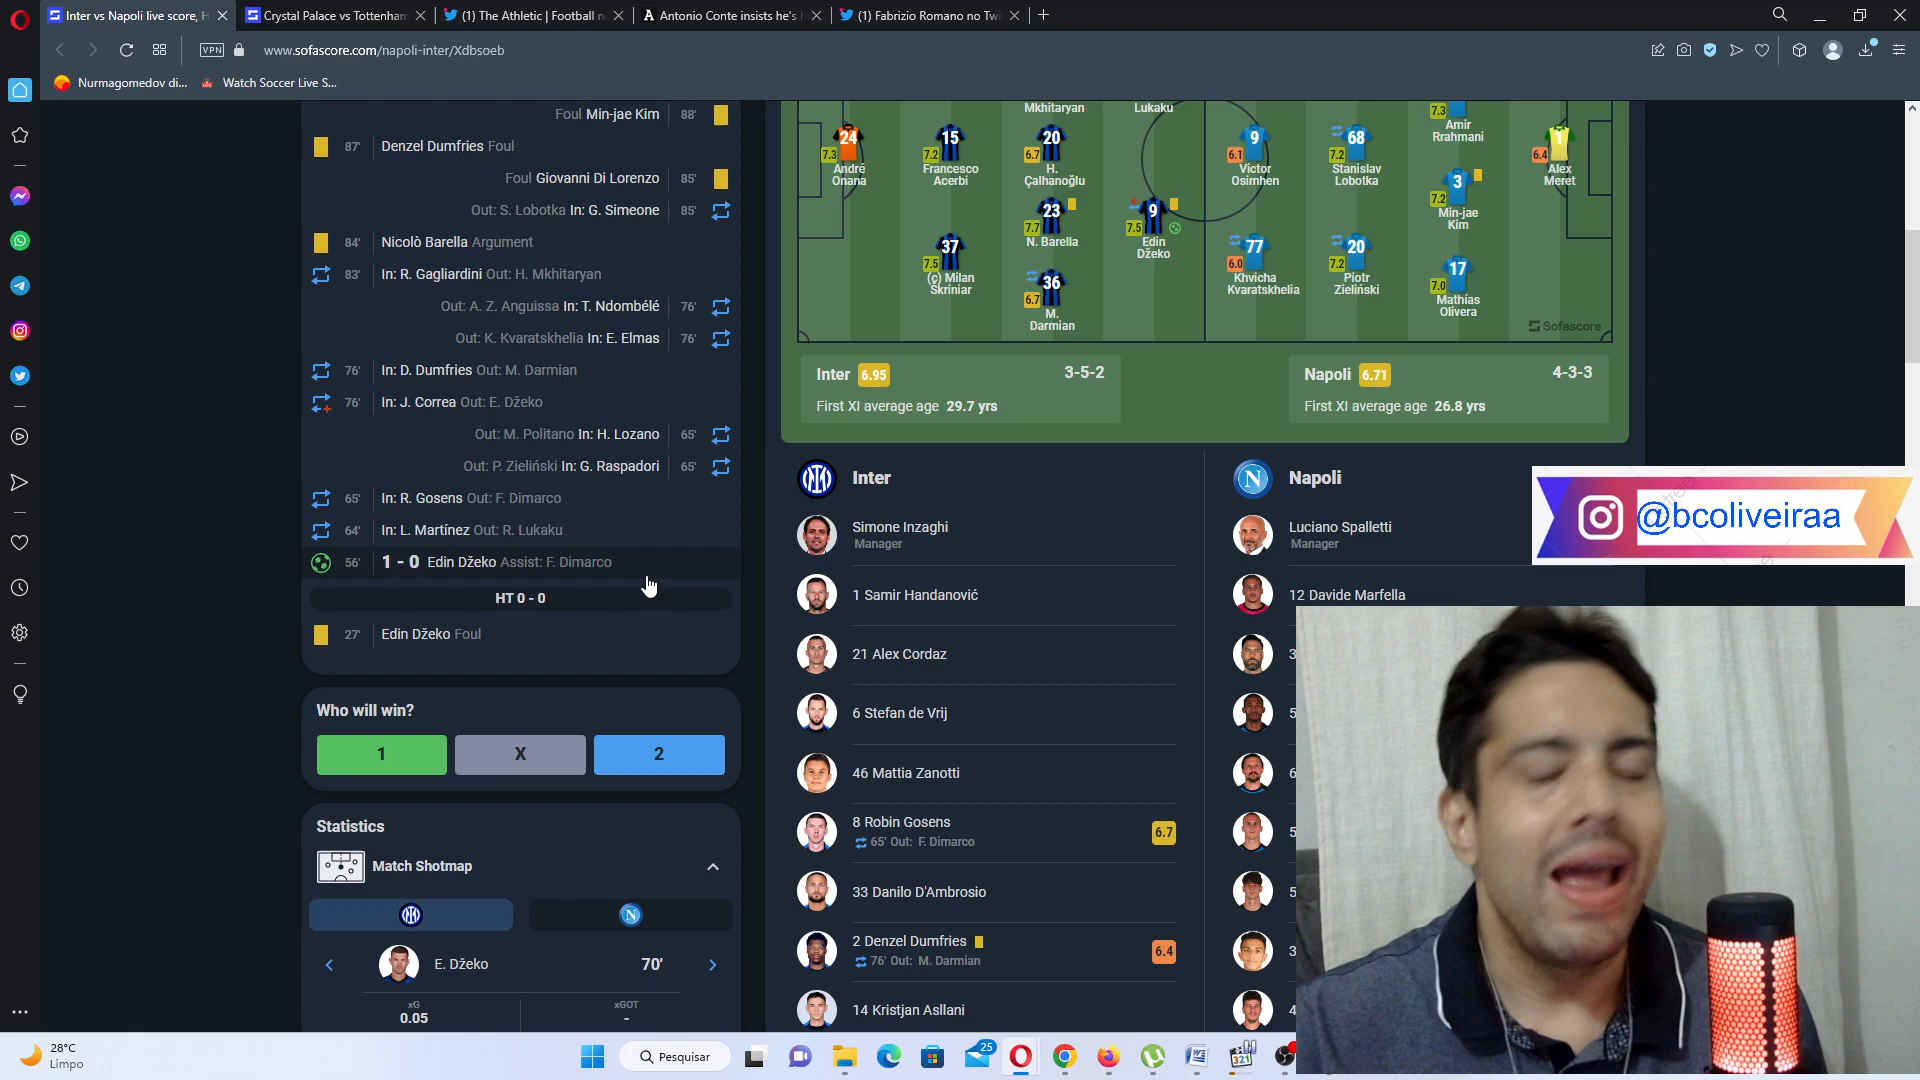 Inter vs Napoli live score, H
Crystal Palace vs Tottenham
(1) The Athletic | Football n
Antonio Conte insists he's
(1) Fabrizio Romano no Twi
VPN
www.sofascore.com/napoli-inter/Xdbsoeb
Nurmagomedov di...
Watch Soccer Live S...
Foul Min-jae Kim 88'
87' Denzel Dumfries Foul
Foul Giovanni Di Lorenzo 85'
Out: S. Lobotka In: G. Simeone 85'
84' Nicolò Barella Argument
83' In: R. Gagliardini Out: H. Mkhitaryan
Out: A. Z. Anguissa In: T. Ndombélé 76'
Out: K. Kvaratskhelia In: E. Elmas 76'
76' In: D. Dumfries Out: M. Darmian
76' In: J. Correa Out: E. Džeko
Out: M. Politano In: H. Lozano 65'
Out: P. Zieliński In: G. Raspadori 65'
65' In: R. Gosens Out: F. Dimarco
64' In: L. Martínez Out: R. Lukaku
56' 1 - 0 Edin Džeko Assist: F. Dimarco
HT 0 - 0
27' Edin Džeko Foul
Who will win?
1
X
2
Statistics
Match Shotmap
N
E. Džeko
70'
xG
0.05
xGOT
-
Mkhitaryan
Lukaku
24
7.3
André
Onana
15
7.2
Francesco
Acerbi
37
7.5
(c) Milan
Skriniar
20
6.7
H.
Çalhanoğlu
23
7.7
N. Barella
36
6.7
M.
Darmian
9
7.5
Edin
Džeko
9
6.1
Victor
Osimhen
77
6.0
Khvicha
Kvaratskhelia
68
7.2
Stanislav
Lobotka
20
7.2
Piotr
Zieliński
7.3
Amir
Rrahmani
3
7.2
Min-jae
Kim
17
7.0
Mathías
Olivera
1
6.4
Alex
Meret
Sofascore
Inter 6.95
3-5-2
First XI average age 29.7 yrs
Napoli 6.71
4-3-3
First XI average age 26.8 yrs
Inter
Simone Inzaghi
Manager
1 Samir Handanović
21 Alex Cordaz
6 Stefan de Vrij
46 Mattia Zanotti
8 Robin Gosens
65' Out: F. Dimarco
6.7
33 Danilo D'Ambrosio
2 Denzel Dumfries
76' Out: M. Darmian
6.4
14 Kristjan Asllani
N
Napoli
Luciano Spalletti
Manager
12 Davide Marfella
3
5
6
5
5
3
4
@bcoliveiraa
28°C
Limpo
Pesquisar
25
321